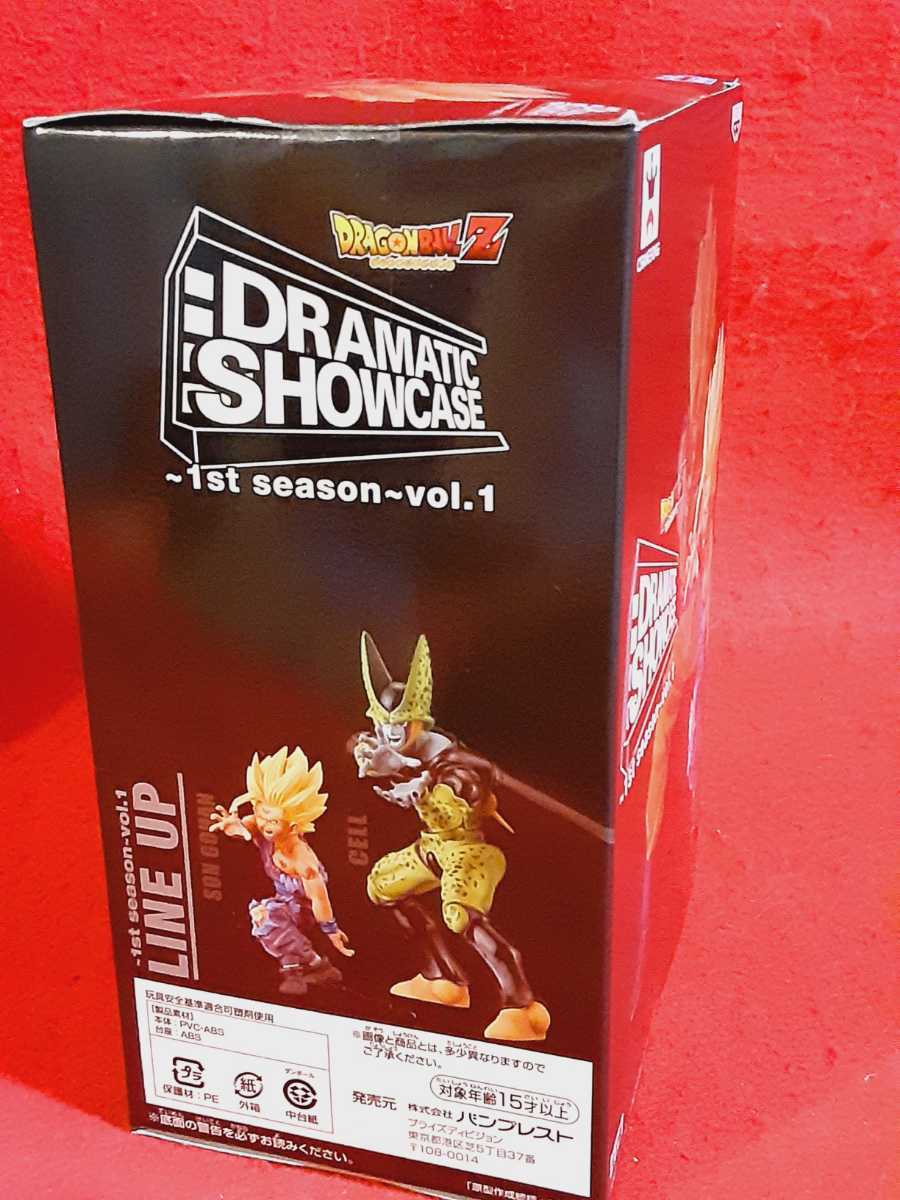 DRAGONBALL Z
DRAMATIC
SHOWCASE
~1st season~vol.1
DRAMATIC
SHOWCASE
~1st season~vol.1
~1st season~vol.1
LINE UP
SON GOHAN
CELL
玩具安全基準適合可塑剤使用
[製品素材]
本体:PVC・ABS
台座:ABS
プラ
保護材:PE
紙
外箱
ダンボール
中台紙
※底面の警告を必ずお読みください。
※画像と商品とは、多少異なりますので
ご了承ください。
対象年齢15才以上
発売元
株式会社 バンプレスト
プライズディビジョン
東京都港区芝5丁目37番
〒108-0014